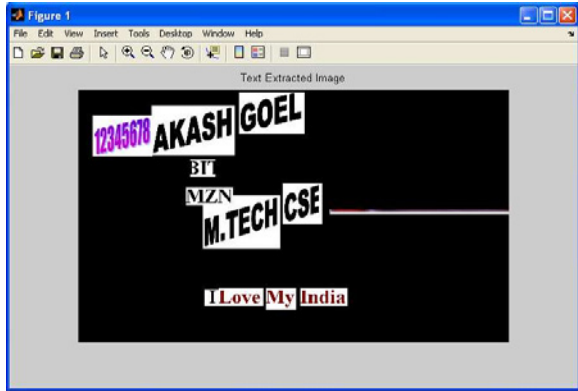 Figure 1
File Edit View Insert Tools Desktop Window Help
Text Extracted Image
12345678 AKASH GOEL
BIT
MZN
M.TECH CSE
I Love My India